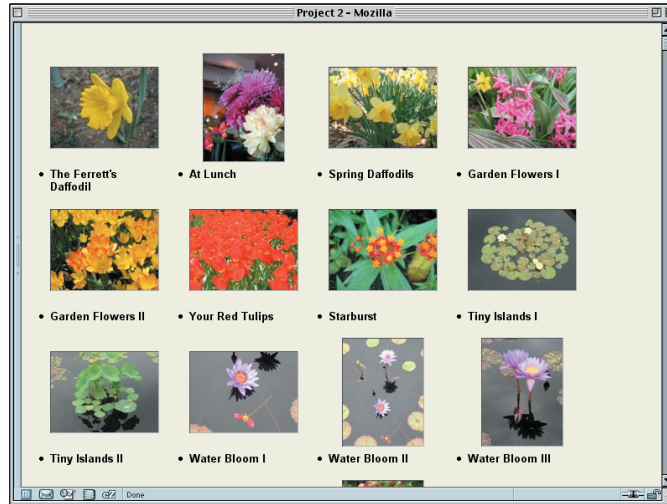 Project 2 - Mozilla
• The Ferrett's
Daffodil
• At Lunch
• Spring Daffodils
• Garden Flowers I
• Garden Flowers II
• Your Red Tulips
• Starburst
• Tiny Islands I
• Tiny Islands II
• Water Bloom I
• Water Bloom II
• Water Bloom III
Done